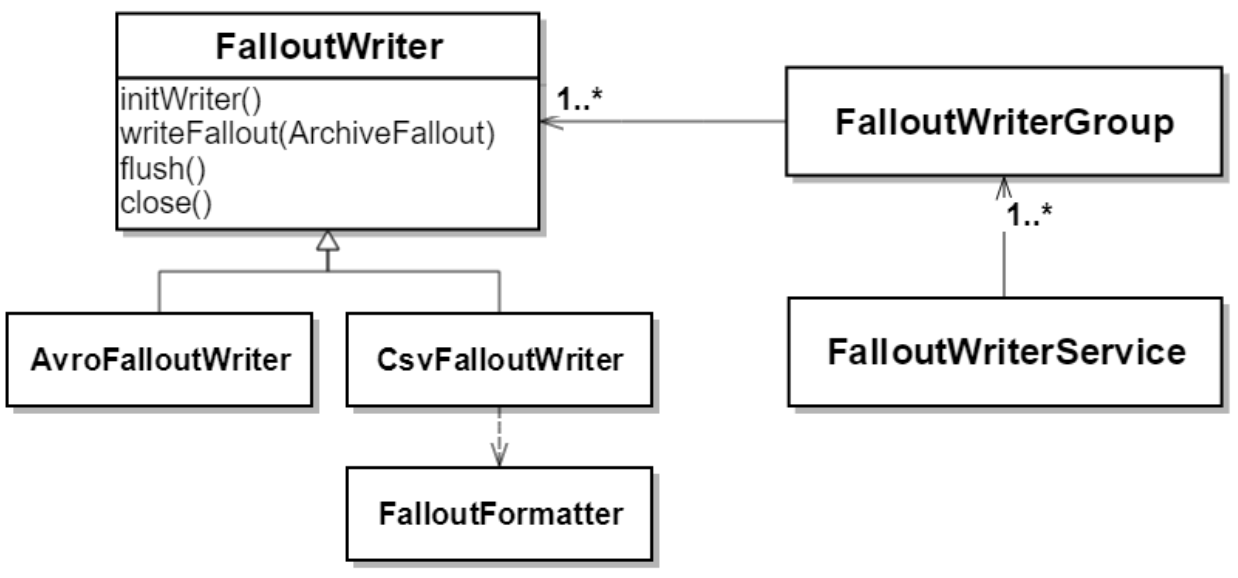 FalloutWriter
initWriter()
writeFallout(ArchiveFallout)
flush()
close()
1..*
FalloutWriterGroup
1..*
AvroFalloutWriter
CsvFalloutWriter
FalloutWriterService
FalloutFormatter